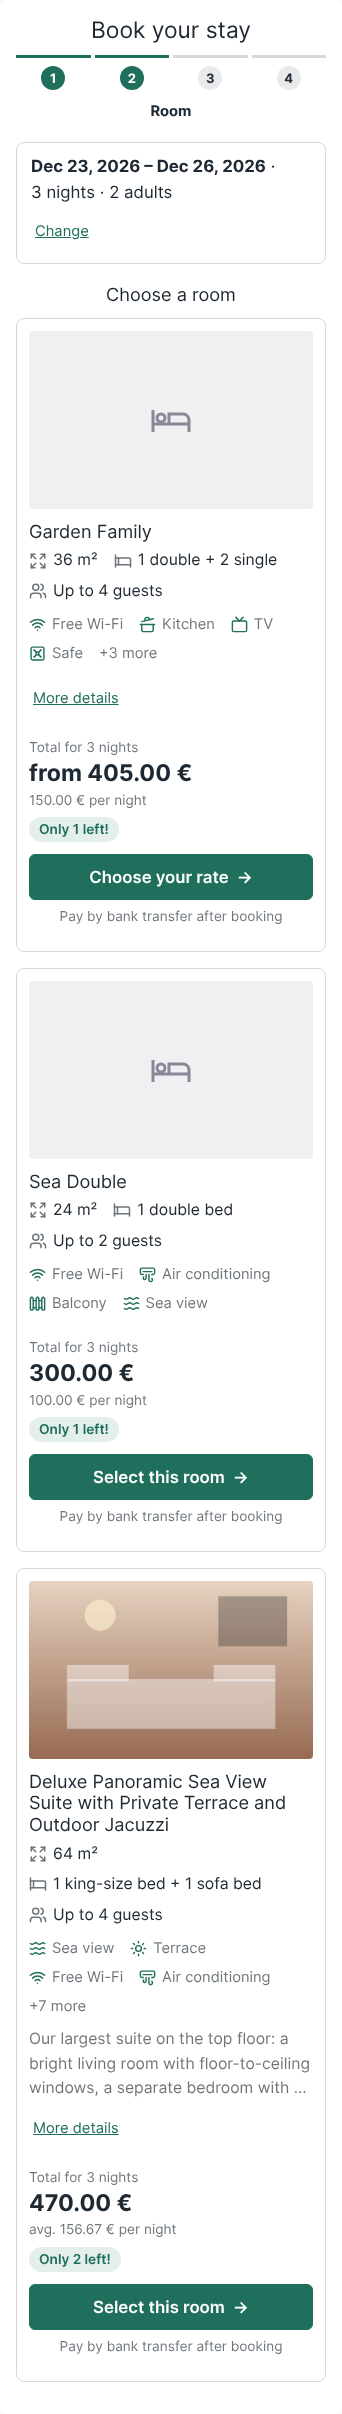 Book your stay
1 2 3 4
Room
Dec 23, 2026 – Dec 26, 2026 ·
3 nights · 2 adults
Change
Choose a room
Garden Family
36 m² 1 double + 2 single
Up to 4 guests
Free Wi-Fi Kitchen TV
Safe +3 more
More details
Total for 3 nights
from 405.00 €
150.00 € per night
Only 1 left!
Choose your rate →
Pay by bank transfer after booking
Sea Double
24 m² 1 double bed
Up to 2 guests
Free Wi-Fi Air conditioning
Balcony Sea view
Total for 3 nights
300.00 €
100.00 € per night
Only 1 left!
Select this room →
Pay by bank transfer after booking
Deluxe Panoramic Sea View
Suite with Private Terrace and
Outdoor Jacuzzi
64 m²
1 king-size bed + 1 sofa bed
Up to 4 guests
Sea view Terrace
Free Wi-Fi Air conditioning
+7 more
Our largest suite on the top floor: a
bright living room with floor-to-ceiling
windows, a separate bedroom with ...
More details
Total for 3 nights
470.00 €
avg. 156.67 € per night
Only 2 left!
Select this room →
Pay by bank transfer after booking